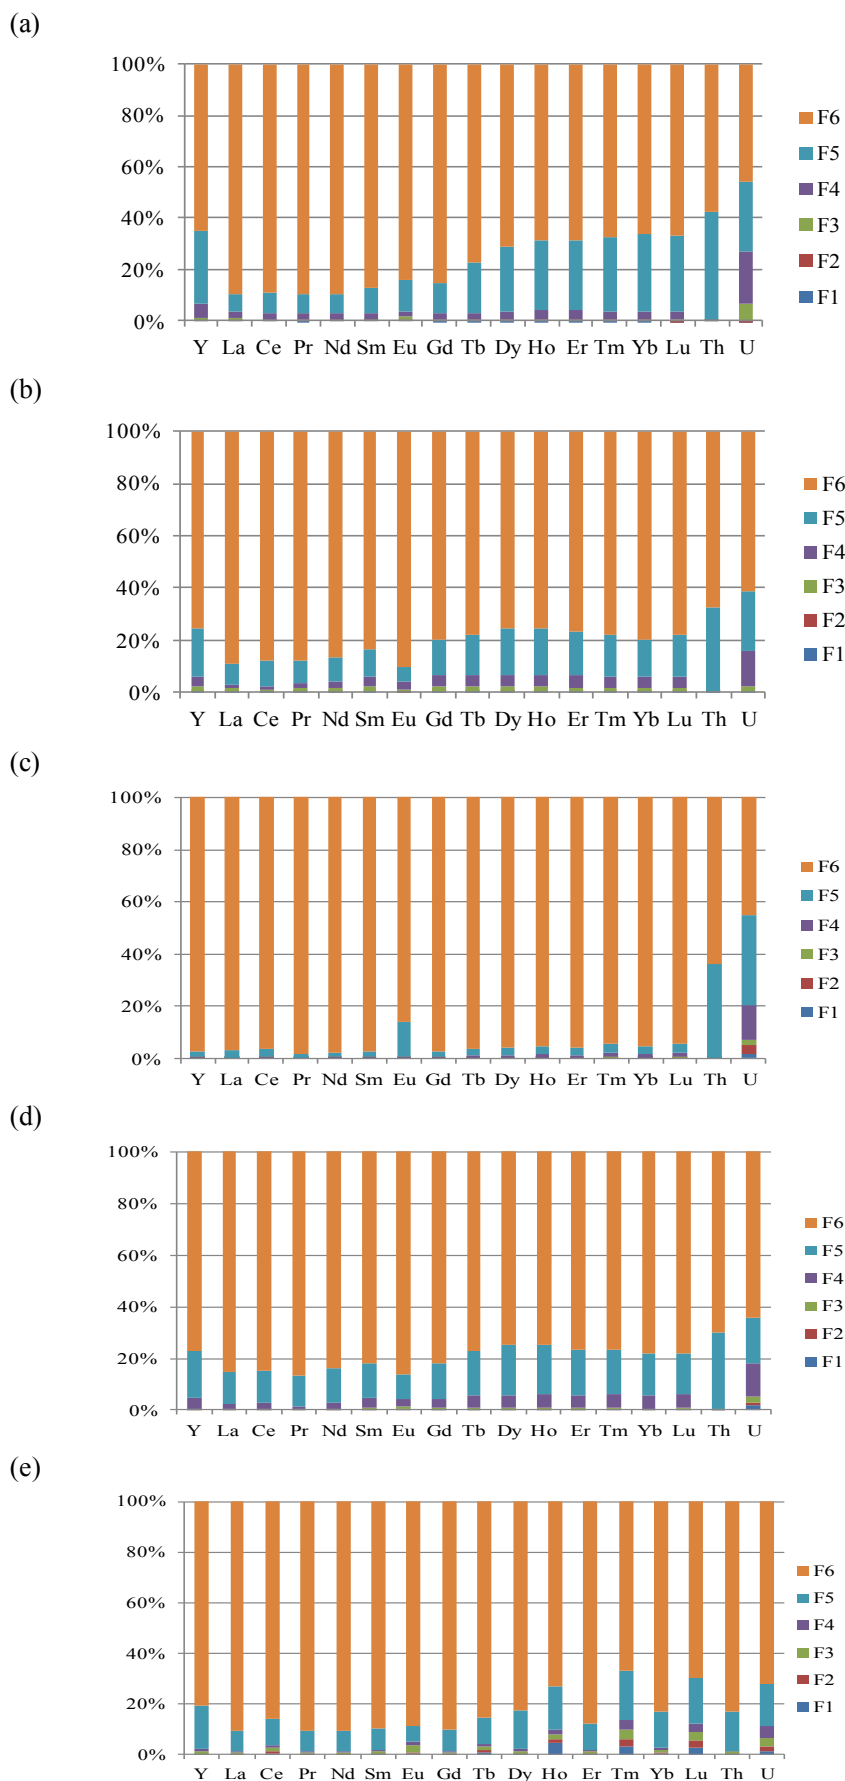 (a)
100%
80%
60%
40%
20%
0%
Y La Ce Pr Nd Sm Eu Gd Tb Dy Ho Er Tm Yb Lu Th U
F6
F5
F4
F3
F2
F1
(b)
100%
80%
60%
40%
20%
0%
Y La Ce Pr Nd Sm Eu Gd Tb Dy Ho Er Tm Yb Lu Th U
F6
F5
F4
F3
F2
F1
(c)
100%
80%
60%
40%
20%
0%
Y La Ce Pr Nd Sm Eu Gd Tb Dy Ho Er Tm Yb Lu Th U
F6
F5
F4
F3
F2
F1
(d)
100%
80%
60%
40%
20%
0%
Y La Ce Pr Nd Sm Eu Gd Tb Dy Ho Er Tm Yb Lu Th U
F6
F5
F4
F3
F2
F1
(e)
100%
80%
60%
40%
20%
0%
Y La Ce Pr Nd Sm Eu Gd Tb Dy Ho Er Tm Yb Lu Th U
F6
F5
F4
F3
F2
F1